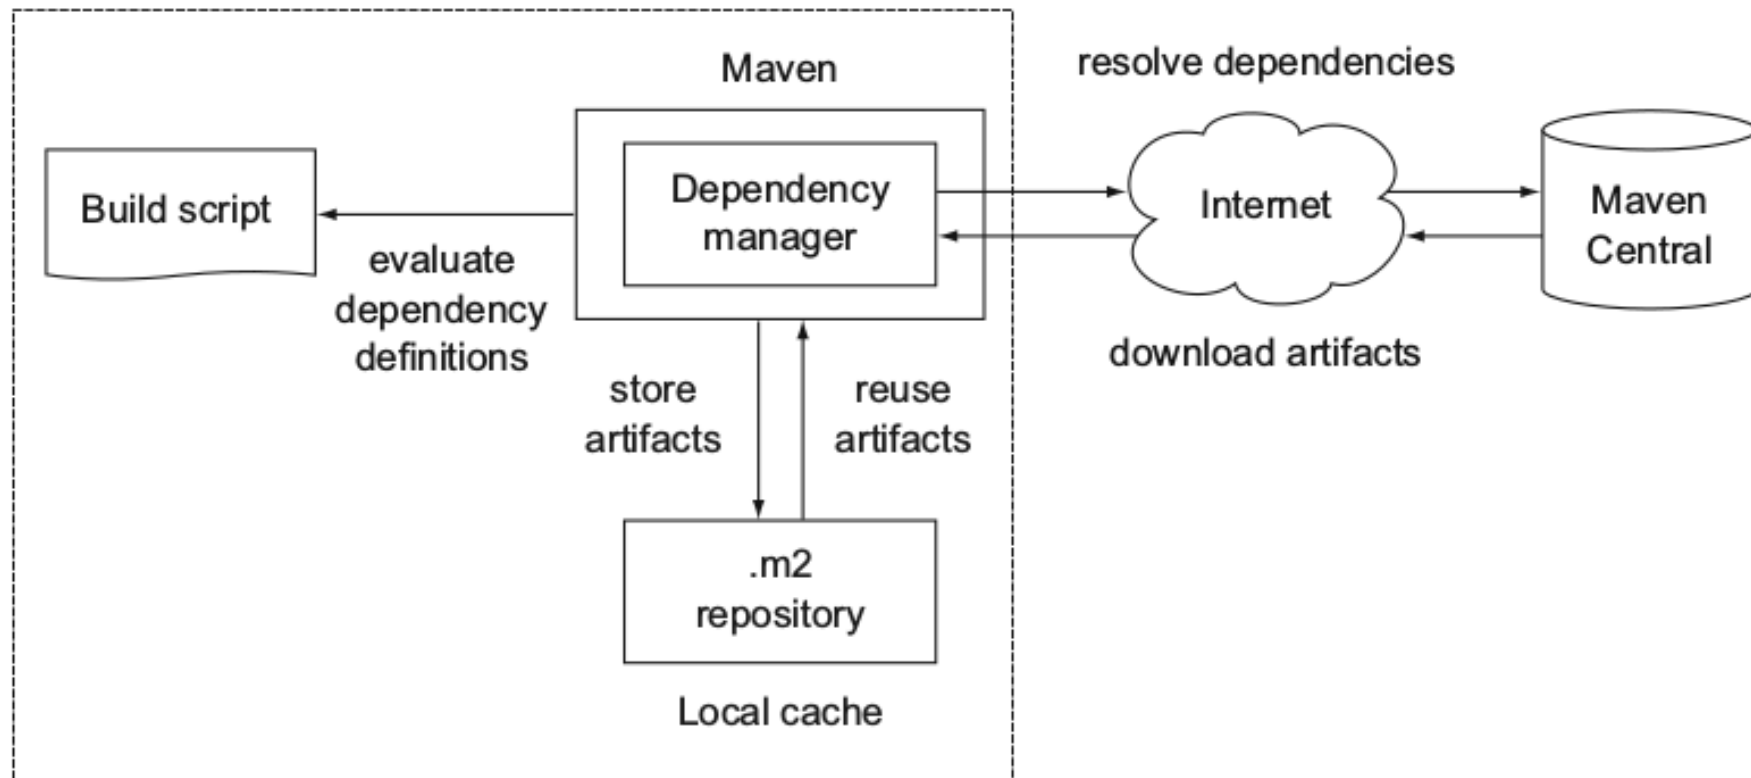 Maven
resolve dependencies
Build script
Dependency
manager
Internet
Maven
Central
evaluate
dependency
definitions
download artifacts
store
artifacts
reuse
artifacts
.m2
repository
Local cache